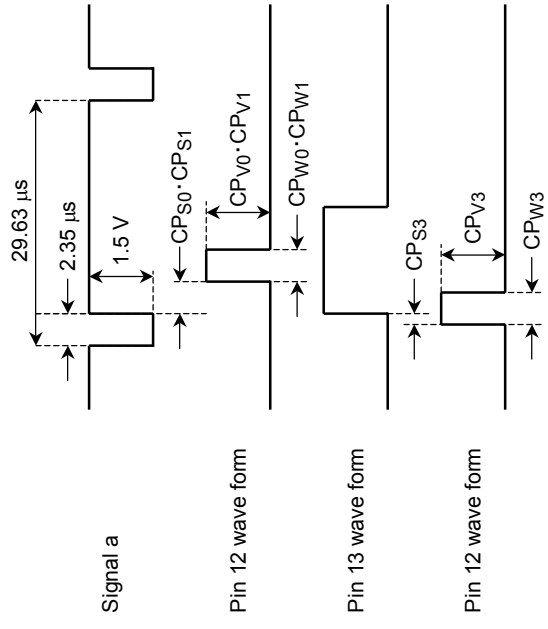 29.63 μs
2.35 μs
1.5 V
Signal a
CPS0·CPS1
CPV0·CPV1
Pin 12 wave form
CPW0·CPW1
Pin 13 wave form
CPS3
CPV3
Pin 12 wave form
CPW3